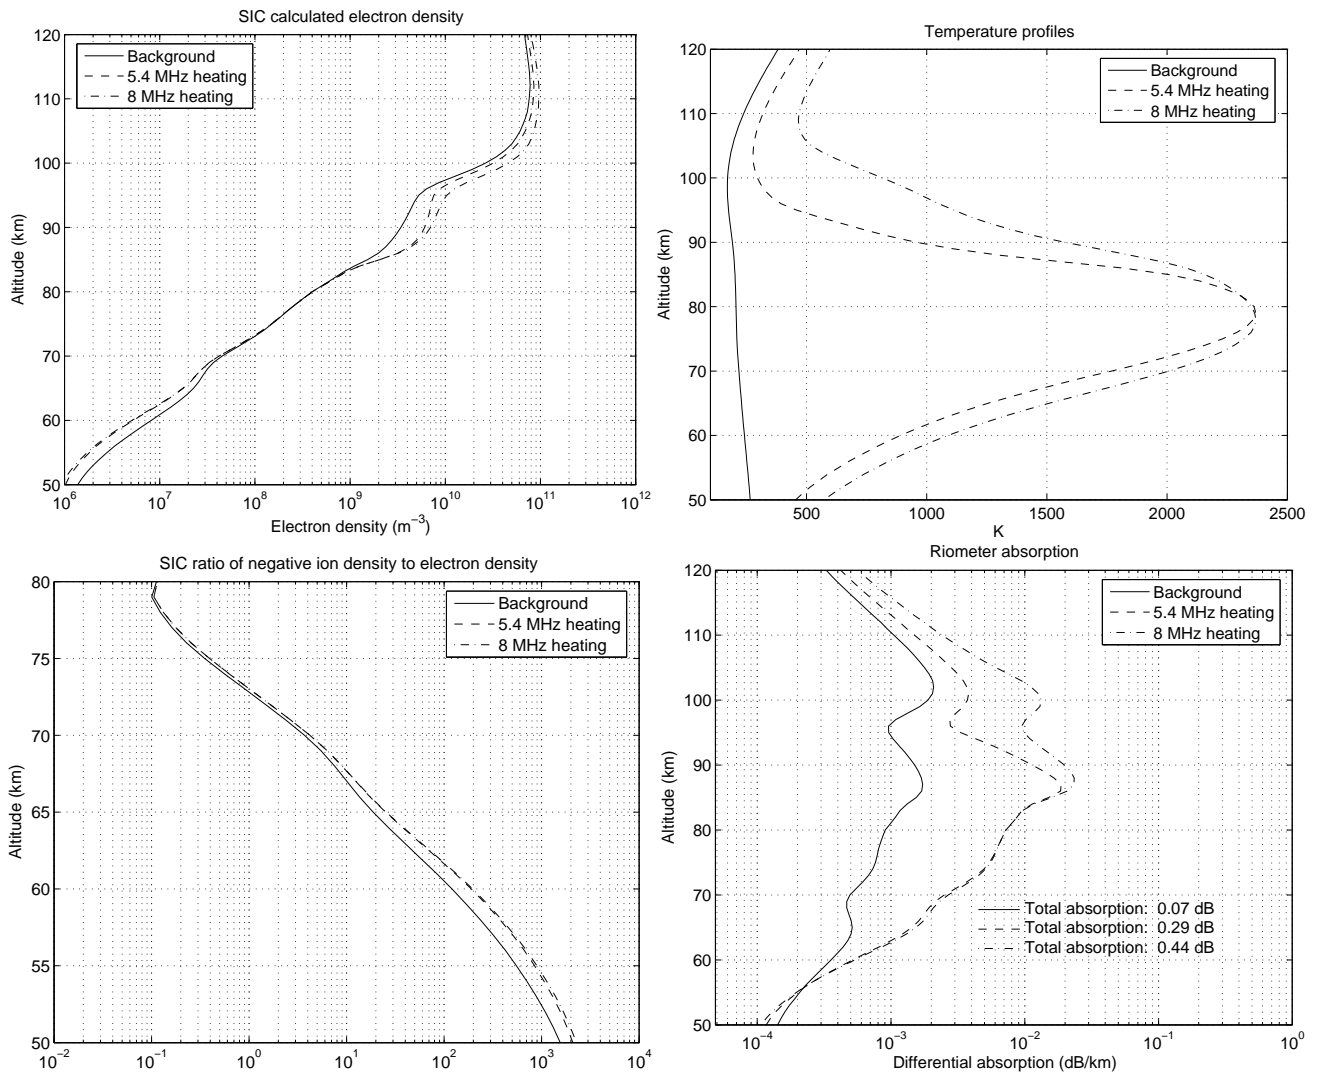 SIC calculated electron density
120
110
100
90
80
70
60
50
Altitude (km)
Background
5.4 MHz heating
8 MHz heating
10^6 10^7 10^8 10^9 10^10 10^11 10^12
Electron density (m^−3)
Temperature profiles
120
110
100
90
80
70
60
50
Altitude (km)
Background
5.4 MHz heating
8 MHz heating
500 1000 1500 2000 2500
K
SIC ratio of negative ion density to electron density
80
75
70
65
60
55
50
Altitude (km)
Background
5.4 MHz heating
8 MHz heating
10^−2 10^−1 10^0 10^1 10^2 10^3 10^4
Riometer absorption
120
110
100
90
80
70
60
50
Altitude (km)
Background
5.4 MHz heating
8 MHz heating
Total absorption: 0.07 dB
Total absorption: 0.29 dB
Total absorption: 0.44 dB
10^−4 10^−3 10^−2 10^−1 10^0
Differential absorption (dB/km)